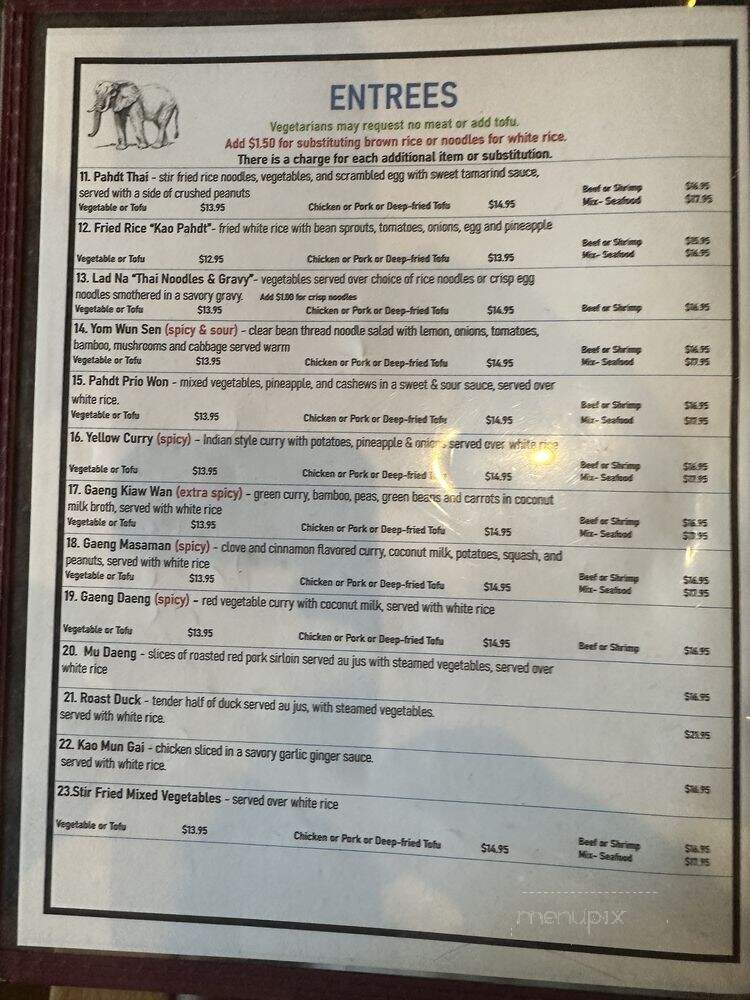 ENTREES
Vegetarians may request no meat or add tofu.
Add $1.50 for substituting brown rice or noodles for white rice.
There is a charge for each additional item or substitution.
11. Pahdt Thai - stir fried rice noodles, vegetables, and scrambled egg with sweet tamarind sauce,
served with a side of crushed peanuts
Beef or Shrimp $16.95
Vegetable or Tofu $13.95 Chicken or Pork or Deep-fried Tofu $14.95 Mix- Seafood $17.95
12. Fried Rice "Kao Pahdt"- fried white rice with bean sprouts, tomatoes, onions, egg and pineapple
Beef or Shrimp $15.95
Vegetable or Tofu $12.95 Chicken or Pork or Deep-fried Tofu $13.95 Mix- Seafood $16.95
13. Lad Na "Thai Noodles & Gravy"- vegetables served over choice of rice noodles or crisp egg
noodles smothered in a savory gravy. Add $1.00 for crisp noodles
Vegetable or Tofu $13.95 Chicken or Pork or Deep-fried Tofu $14.95 Beef or Shrimp $16.95
14. Yom Wun Sen (spicy & sour) - clear bean thread noodle salad with lemon, onions, tomatoes,
bamboo, mushrooms and cabbage served warm
Beef or Shrimp $16.95
Vegetable or Tofu $13.95 Chicken or Pork or Deep-fried Tofu $14.95 Mix- Seafood $17.95
15. Pahdt Prio Won - mixed vegetables, pineapple, and cashews in a sweet & sour sauce, served over
white rice.
Beef or Shrimp $16.95
Vegetable or Tofu $13.95 Chicken or Pork or Deep-fried Tofu $14.95 Mix- Seafood $17.95
16. Yellow Curry (spicy) - Indian style curry with potatoes, pineapple & onions served over white rice
Beef or Shrimp $16.95
Vegetable or Tofu $13.95 Chicken or Pork or Deep-fried $14.95 Mix- Seafood $17.95
17. Gaeng Kiaw Wan (extra spicy) - green curry, bamboo, peas, green beans and carrots in coconut
milk broth, served with white rice
Beef or Shrimp $16.95
Vegetable or Tofu $13.95 Chicken or Pork or Deep-fried Tofu $14.95 Mix- Seafood $17.95
18. Gaeng Masaman (spicy) - clove and cinnamon flavored curry, coconut milk, potatoes, squash, and
peanuts, served with white rice
Beef or Shrimp $16.95
Vegetable or Tofu $13.95 Chicken or Pork or Deep-fried Tofu $14.95 Mix- Seafood $17.95
19. Gaeng Daeng (spicy) - red vegetable curry with coconut milk, served with white rice
Vegetable or Tofu $13.95 Chicken or Pork or Deep-fried Tofu $14.95 Beef or Shrimp $16.95
20. Mu Daeng - slices of roasted red pork sirloin served au jus with steamed vegetables, served over
white rice
$16.95
21. Roast Duck - tender half of duck served au jus, with steamed vegetables.
served with white rice.
$21.95
22. Kao Mun Gai - chicken sliced in a savory garlic ginger sauce.
served with white rice.
$16.95
23.Stir Fried Mixed Vegetables - served over white rice
Beef or Shrimp $16.95
Vegetable or Tofu $13.95 Chicken or Pork or Deep-fried Tofu $14.95 Mix- Seafood $17.95
menupix